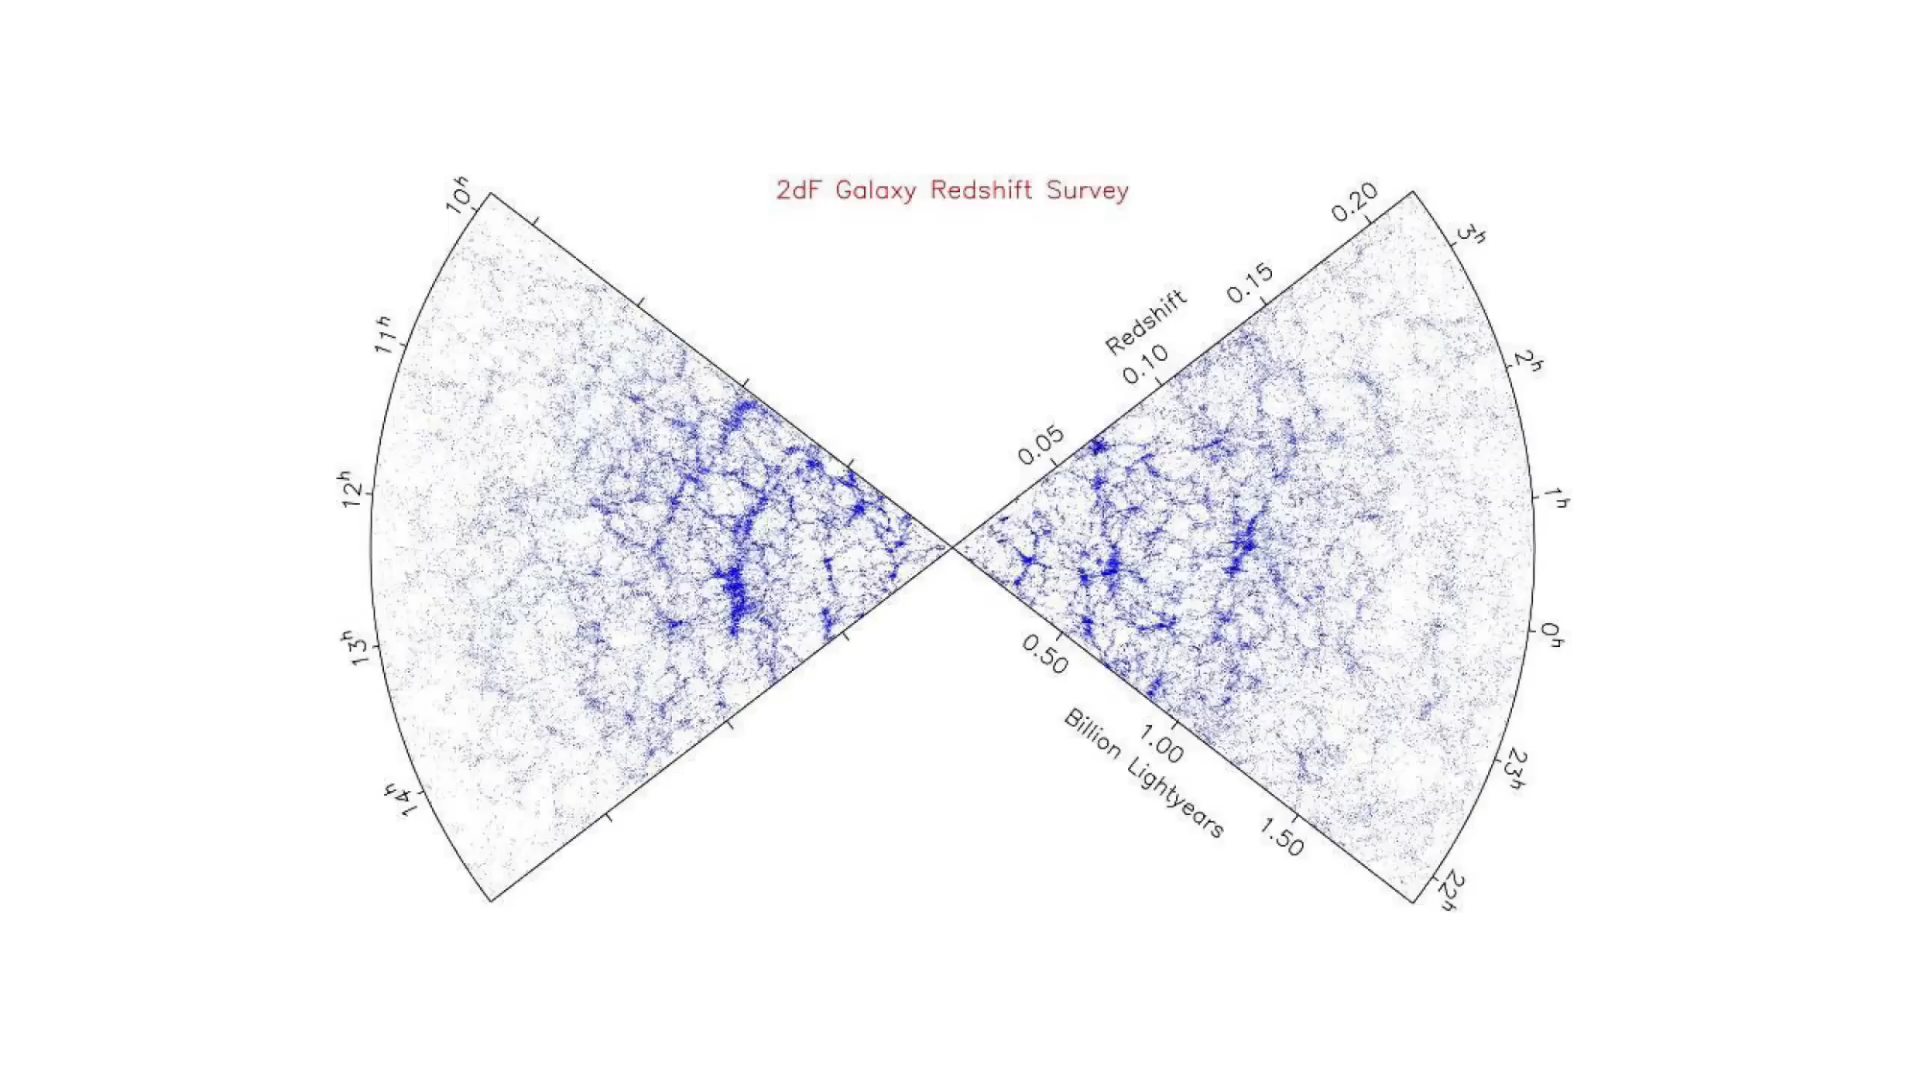 2dF Galaxy Redshift Survey
10h
11h
12h
13h
14h
Redshift
0.05
0.10
0.15
0.20
3h
2h
1h
0h
23h
22h
0.50
1.00
1.50
Billion Lightyears